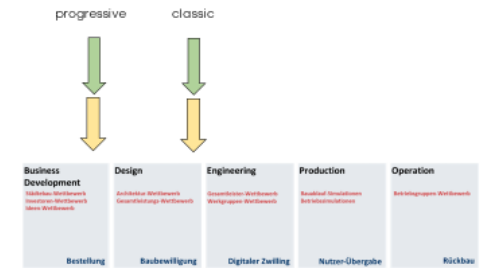 progressive
classic
Business
Development
Städtebau-Wettbewerb
Investoren-Wettbewerb
Ideen Wettbewerb
Bestellung
Design
Architektur-Wettbewerb
Gesamtleistungs-Wettbewerb
Baubewilligung
Engineering
Gesamtleister-Wettbewerb
Werkgruppen-Wettbewerb
Digitaler Zwilling
Production
Bauablauf-Simulationen
Betriebssimulationen
Nutzer-Übergabe
Operation
Betriebsgruppen-Wettbewerb
Rückbau